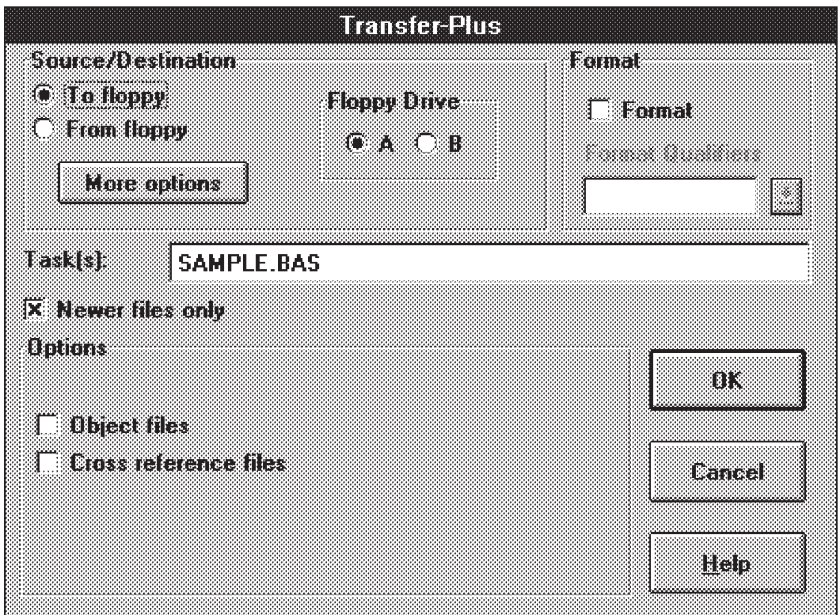 Transfer-Plus
Source/Destination
To floppy
From floppy
More options
Floppy Drive
A B
Format
Format
Format Qualifiers
Task(s): SAMPLE.BAS
Newer files only
Options
Object files
Cross reference files
OK
Cancel
Help